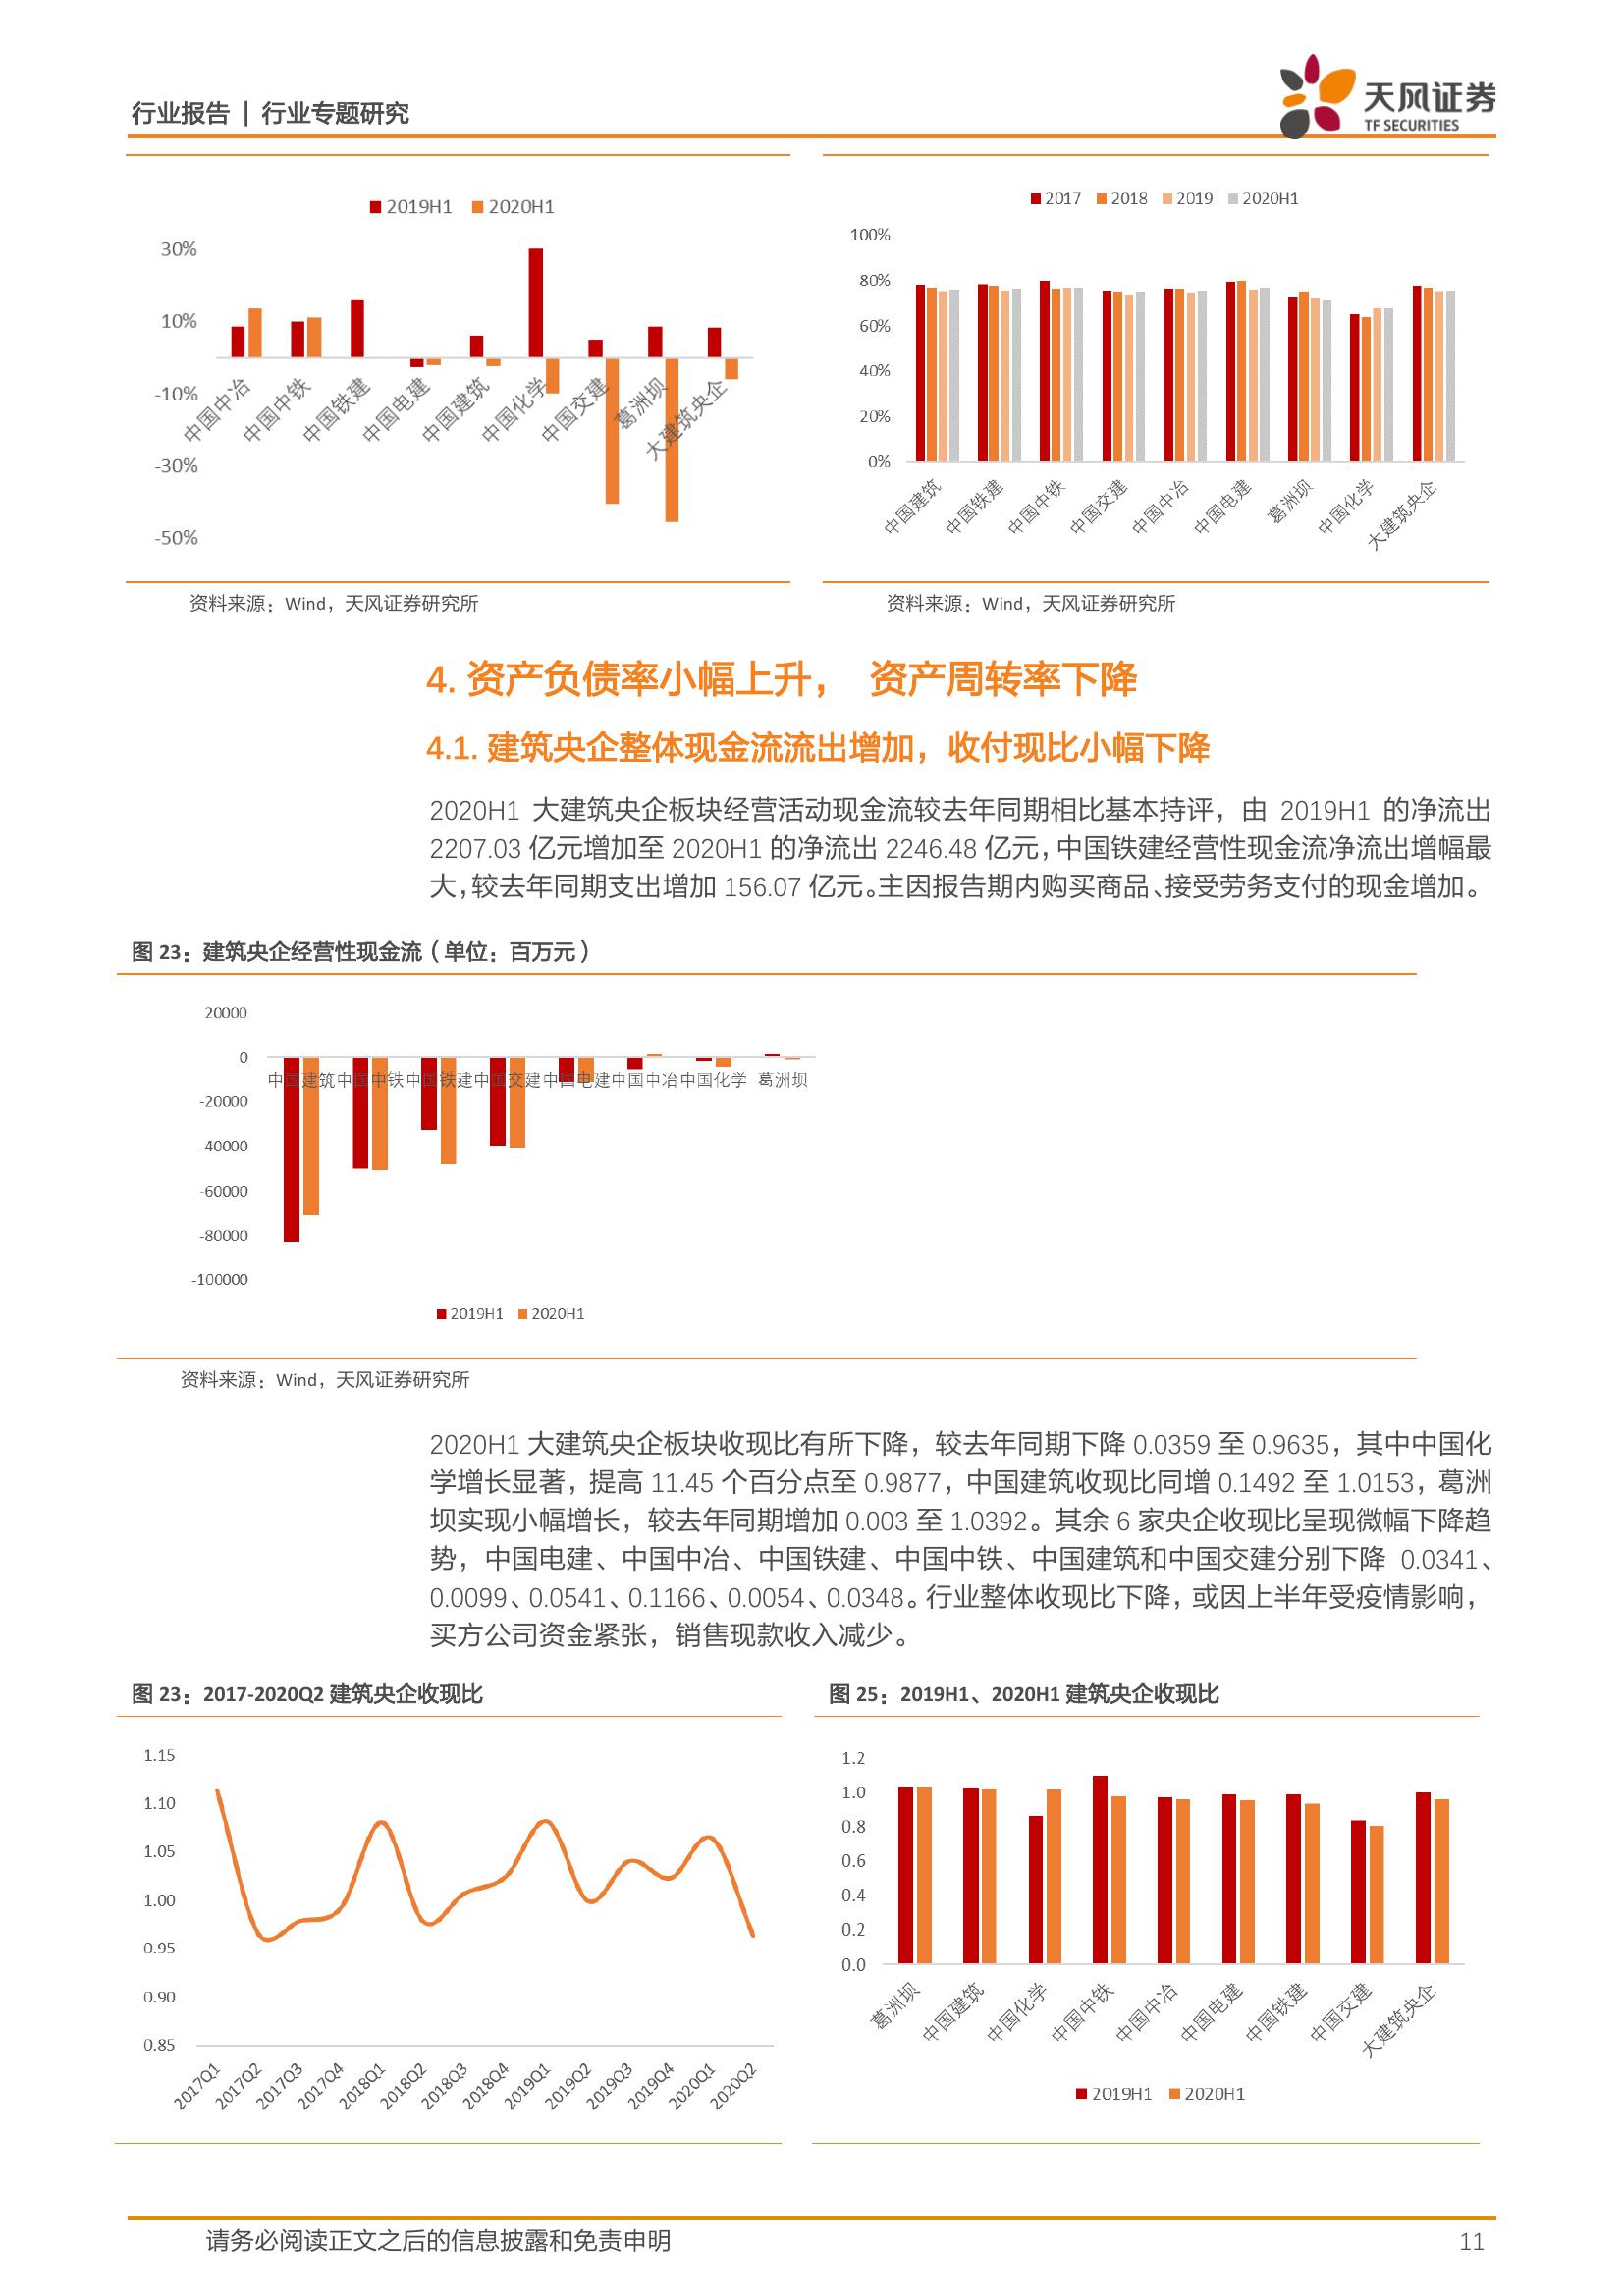 行业报告 | 行业专题研究
天风证券
TF SECURITIES
2019H1 2020H1
30%
10%
-10%
-30%
-50%
中国中冶 中国中铁 中国铁建 中国电建 中国建筑 中国化学 中国交建 葛洲坝 大建筑央企
资料来源：Wind，天风证券研究所
2017 2018 2019 2020H1
100%
80%
60%
40%
20%
0%
中国建筑 中国铁建 中国中铁 中国交建 中国中冶 中国电建 葛洲坝 中国化学 大建筑央企
资料来源：Wind，天风证券研究所
4. 资产负债率小幅上升， 资产周转率下降
4.1. 建筑央企整体现金流流出增加，收付现比小幅下降
2020H1 大建筑央企板块经营活动现金流较去年同期相比基本持评，由 2019H1 的净流出
2207.03 亿元增加至 2020H1 的净流出 2246.48 亿元，中国铁建经营性现金流净流出增幅最
大，较去年同期支出增加 156.07 亿元。主因报告期内购买商品、接受劳务支付的现金增加。
图 23：建筑央企经营性现金流（单位：百万元）
20000
0
-20000
-40000
-60000
-80000
-100000
中国建筑 中国中铁 中国铁建 中国交建 中国电建 中国中冶 中国化学 葛洲坝
2019H1 2020H1
资料来源：Wind，天风证券研究所
2020H1 大建筑央企板块收现比有所下降，较去年同期下降 0.0359 至 0.9635，其中中国化
学增长显著，提高 11.45 个百分点至 0.9877，中国建筑收现比同增 0.1492 至 1.0153，葛洲
坝实现小幅增长，较去年同期增加 0.003 至 1.0392。其余 6 家央企收现比呈现微幅下降趋
势，中国电建、中国中冶、中国铁建、中国中铁、中国建筑和中国交建分别下降 0.0341、
0.0099、0.0541、0.1166、0.0054、0.0348。行业整体收现比下降，或因上半年受疫情影响，
买方公司资金紧张，销售现款收入减少。
图 23：2017-2020Q2 建筑央企收现比
1.15
1.10
1.05
1.00
0.95
0.90
0.85
2017Q1 2017Q2 2017Q3 2017Q4 2018Q1 2018Q2 2018Q3 2018Q4 2019Q1 2019Q2 2019Q3 2019Q4 2020Q1 2020Q2
图 25：2019H1、2020H1 建筑央企收现比
1.2
1.0
0.8
0.6
0.4
0.2
0.0
葛洲坝 中国建筑 中国化学 中国中铁 中国中冶 中国电建 中国铁建 中国交建 大建筑央企
2019H1 2020H1
请务必阅读正文之后的信息披露和免责申明
11